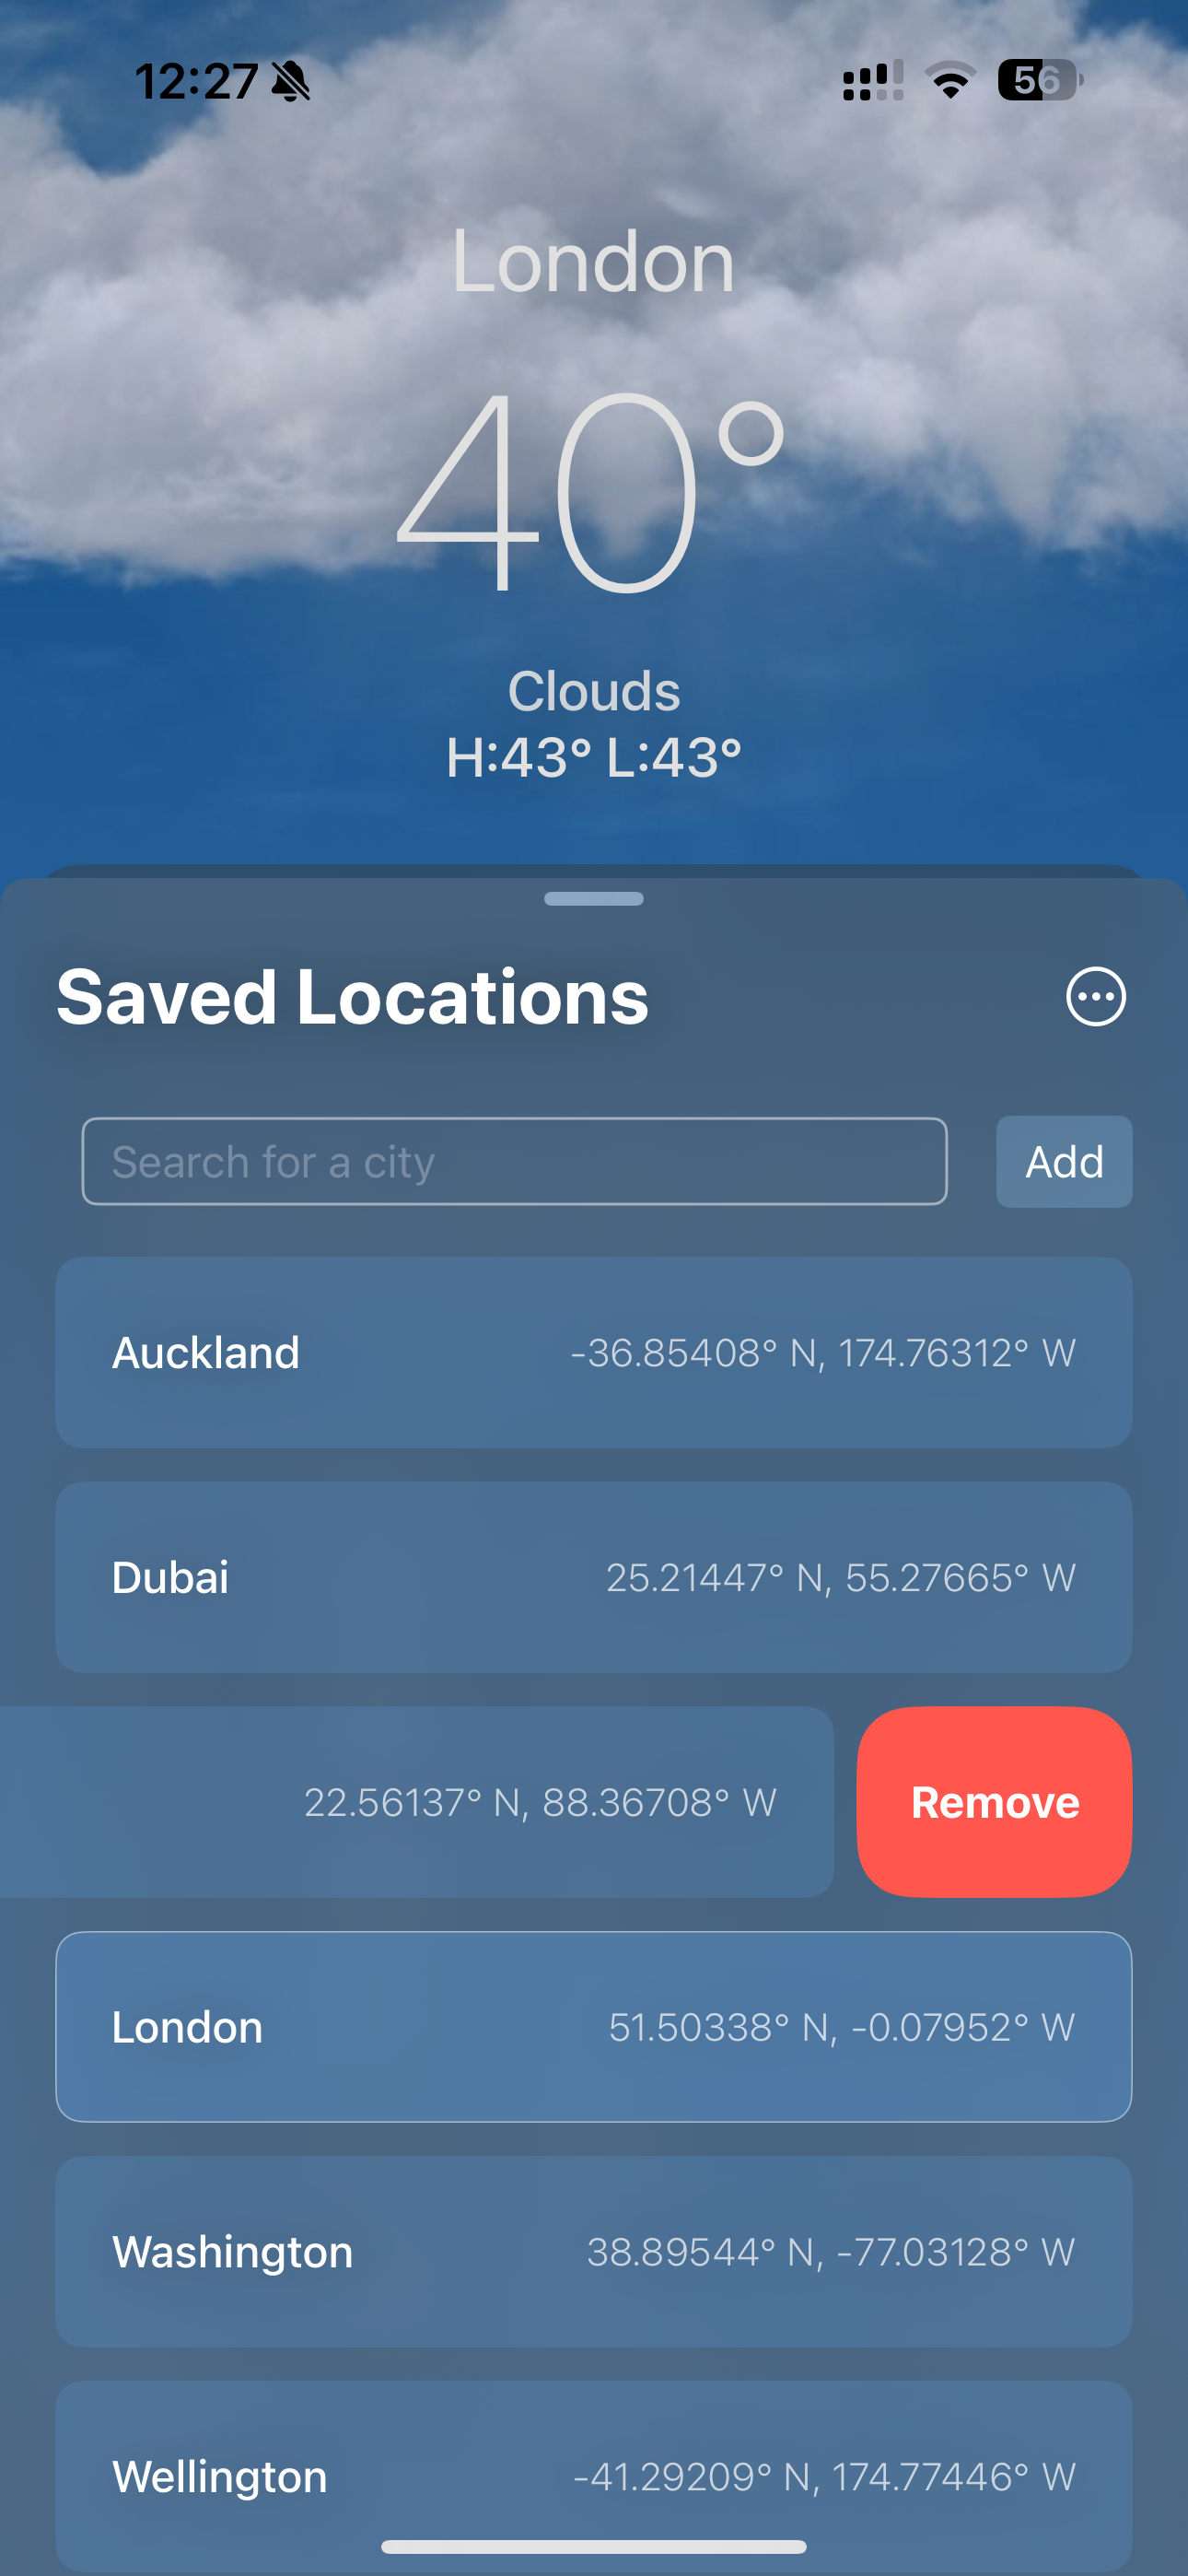 12:27
56
London
40°
Clouds
H:43° L:43°
Saved Locations
Search for a city
Add
Auckland
-36.85408° N, 174.76312° W
Dubai
25.21447° N, 55.27665° W
22.56137° N, 88.36708° W
Remove
London
51.50338° N, -0.07952° W
Washington
38.89544° N, -77.03128° W
Wellington
-41.29209° N, 174.77446° W